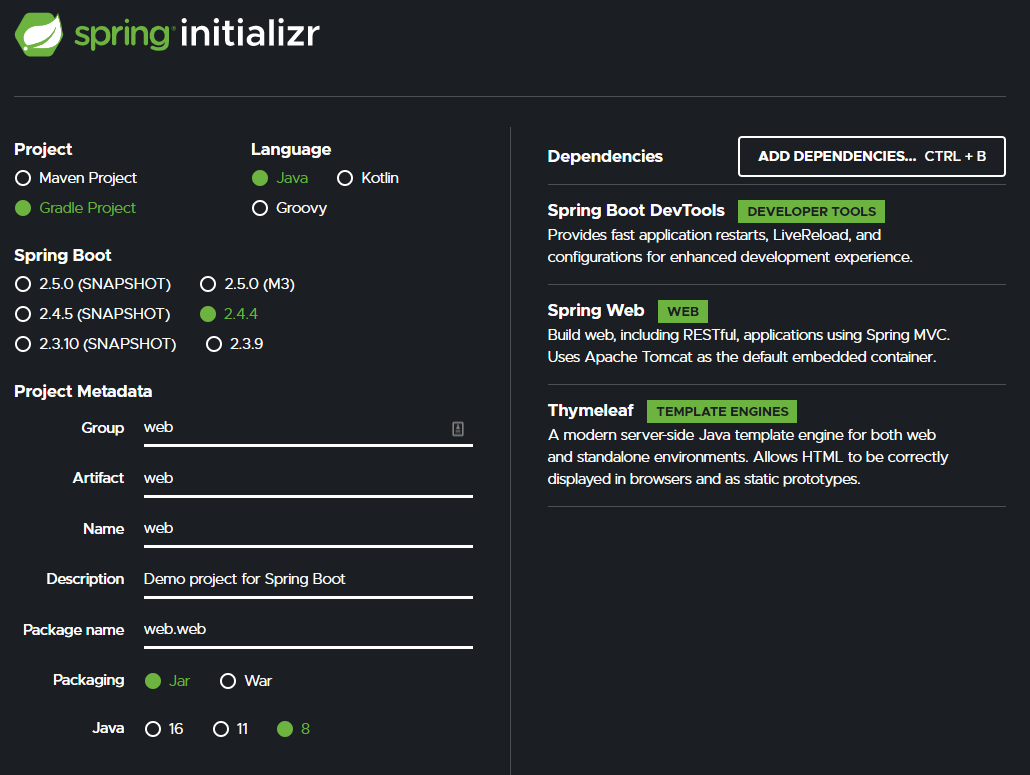 spring initializr
Project
Maven Project
Gradle Project
Language
Java Kotlin
Groovy
Spring Boot
2.5.0 (SNAPSHOT) 2.5.0 (M3)
2.4.5 (SNAPSHOT) 2.4.4
2.3.10 (SNAPSHOT) 2.3.9
Project Metadata
Group web
Artifact web
Name web
Description Demo project for Spring Boot
Package name web.web
Packaging Jar War
Java 16 11 8
Dependencies ADD DEPENDENCIES... CTRL + B
Spring Boot DevTools DEVELOPER TOOLS
Provides fast application restarts, LiveReload, and
configurations for enhanced development experience.
Spring Web WEB
Build web, including RESTful, applications using Spring MVC.
Uses Apache Tomcat as the default embedded container.
Thymeleaf TEMPLATE ENGINES
A modern server-side Java template engine for both web
and standalone environments. Allows HTML to be correctly
displayed in browsers and as static prototypes.